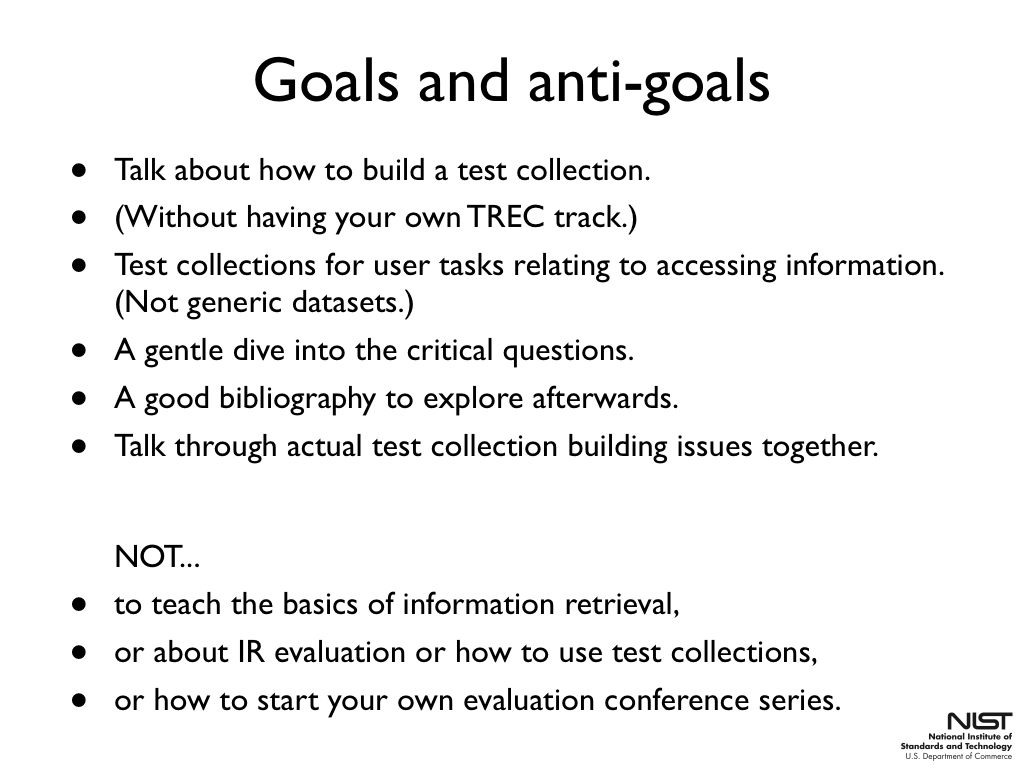 Goals and anti-goals
• Talk about how to build a test collection.
• (Without having your own TREC track.)
• Test collections for user tasks relating to accessing information.
(Not generic datasets.)
• A gentle dive into the critical questions.
• A good bibliography to explore afterwards.
• Talk through actual test collection building issues together.
NOT...
• to teach the basics of information retrieval,
• or about IR evaluation or how to use test collections,
• or how to start your own evaluation conference series.
NIST
National Institute of
Standards and Technology
U.S. Department of Commerce